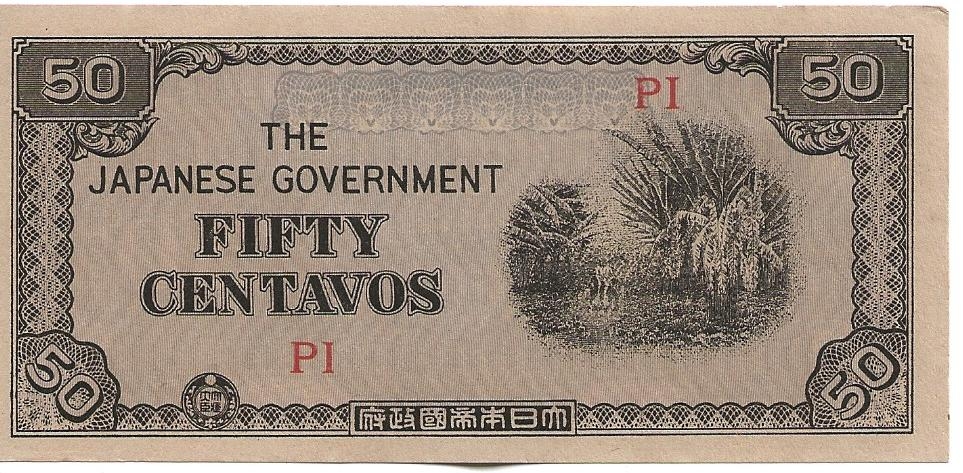 50
50
PI
THE
JAPANESE GOVERNMENT
FIFTY
CENTAVOS
PI
50
50
大日本帝國政府